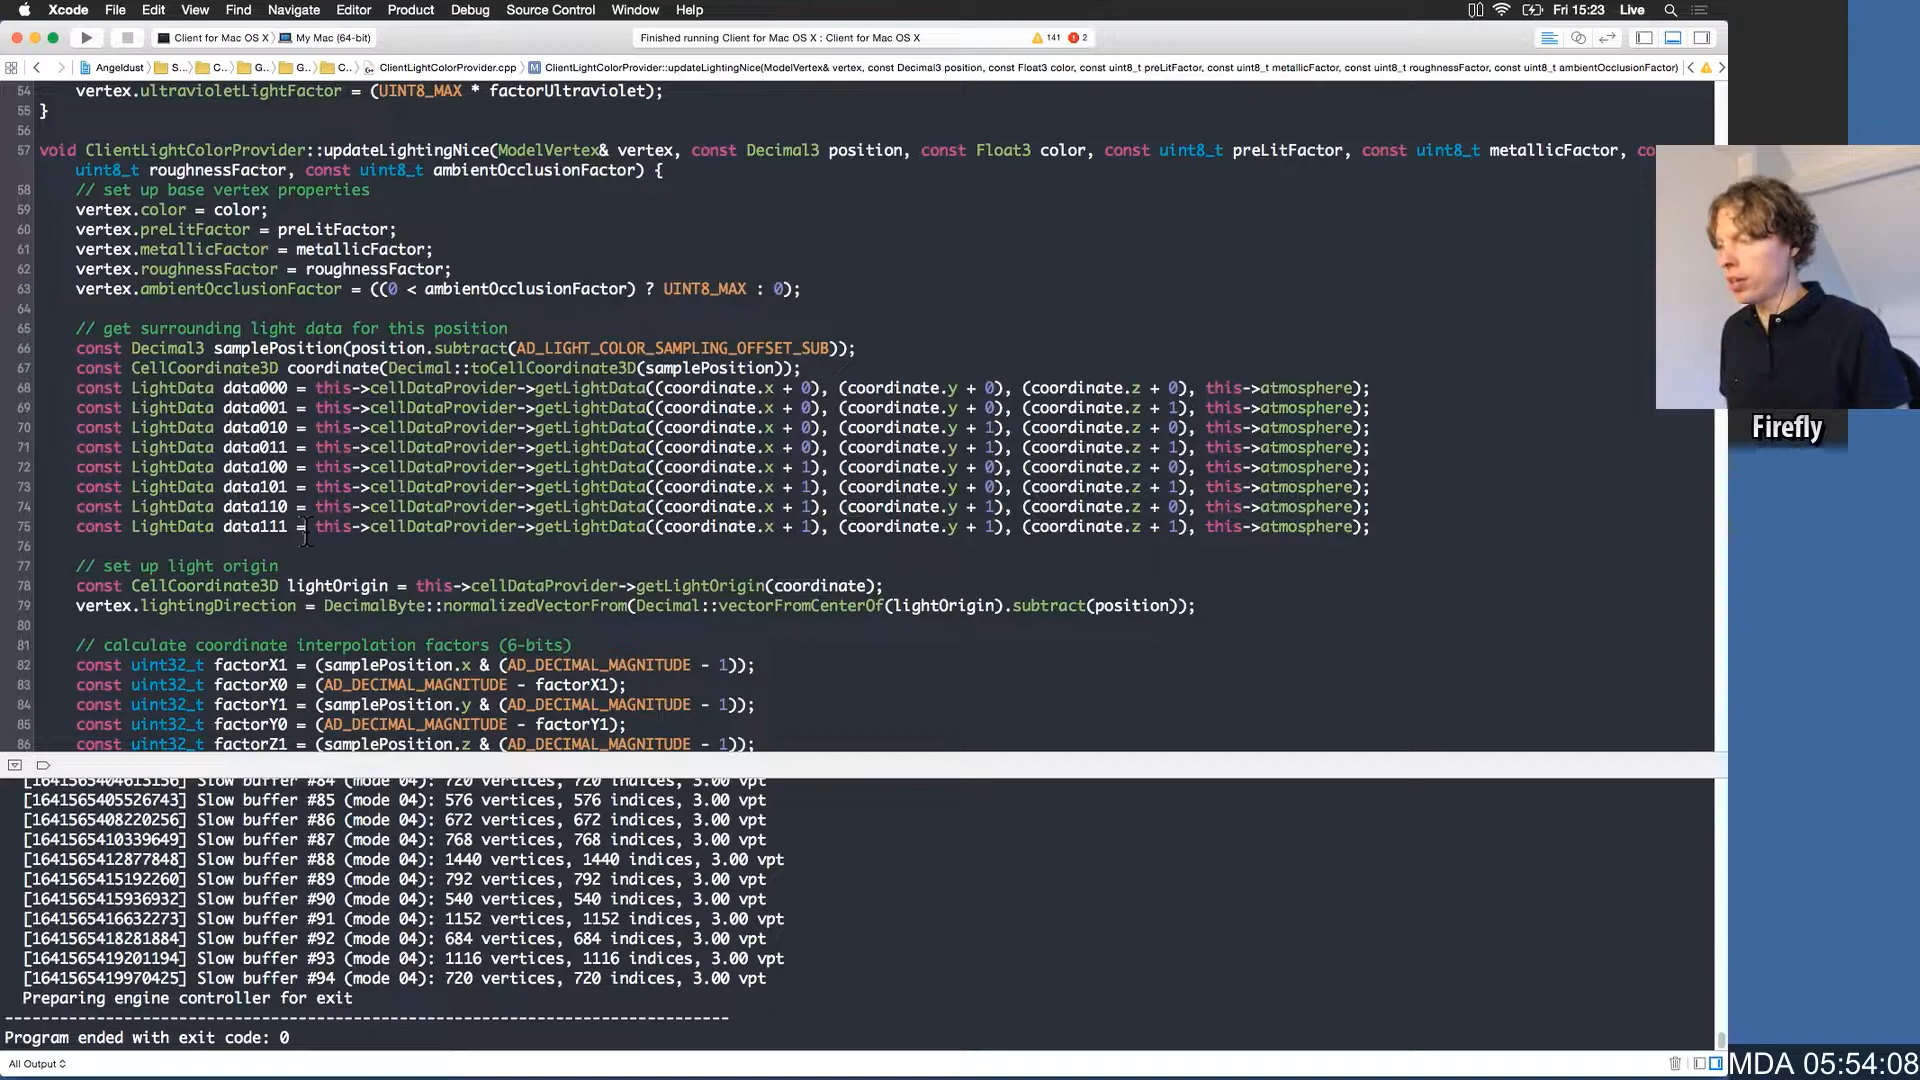 Xcode File Edit View Find Navigate Editor Product Debug Source Control Window Help Fri 15:23 Live
Client for Mac OS X › My Mac (64-bit) Finished running Client for Mac OS X : Client for Mac OS X 141 2
Angeldust › S... › C... › G... › G... › C... › ClientLightColorProvider.cpp › M ClientLightColorProvider::updateLightingNice(ModelVertex& vertex, const Decimal3 position, const Float3 color, const uint8_t preLitFactor, const uint8_t metallicFactor, const uint8_t roughnessFactor, const uint8_t ambientOcclusionFactor)
54 vertex.ultravioletLightFactor = (UINT8_MAX * factorUltraviolet);
55 }
56
57 void ClientLightColorProvider::updateLightingNice(ModelVertex& vertex, const Decimal3 position, const Float3 color, const uint8_t preLitFactor, const uint8_t metallicFactor, co
uint8_t roughnessFactor, const uint8_t ambientOcclusionFactor) {
58 // set up base vertex properties
59 vertex.color = color;
60 vertex.preLitFactor = preLitFactor;
61 vertex.metallicFactor = metallicFactor;
62 vertex.roughnessFactor = roughnessFactor;
63 vertex.ambientOcclusionFactor = ((0 < ambientOcclusionFactor) ? UINT8_MAX : 0);
64
65 // get surrounding light data for this position
66 const Decimal3 samplePosition(position.subtract(AD_LIGHT_COLOR_SAMPLING_OFFSET_SUB));
67 const CellCoordinate3D coordinate(Decimal::toCellCoordinate3D(samplePosition));
68 const LightData data000 = this->cellDataProvider->getLightData((coordinate.x + 0), (coordinate.y + 0), (coordinate.z + 0), this->atmosphere);
69 const LightData data001 = this->cellDataProvider->getLightData((coordinate.x + 0), (coordinate.y + 0), (coordinate.z + 1), this->atmosphere);
70 const LightData data010 = this->cellDataProvider->getLightData((coordinate.x + 0), (coordinate.y + 1), (coordinate.z + 0), this->atmosphere);
71 const LightData data011 = this->cellDataProvider->getLightData((coordinate.x + 0), (coordinate.y + 1), (coordinate.z + 1), this->atmosphere);
72 const LightData data100 = this->cellDataProvider->getLightData((coordinate.x + 1), (coordinate.y + 0), (coordinate.z + 0), this->atmosphere);
73 const LightData data101 = this->cellDataProvider->getLightData((coordinate.x + 1), (coordinate.y + 0), (coordinate.z + 1), this->atmosphere);
74 const LightData data110 = this->cellDataProvider->getLightData((coordinate.x + 1), (coordinate.y + 1), (coordinate.z + 0), this->atmosphere);
75 const LightData data111 = this->cellDataProvider->getLightData((coordinate.x + 1), (coordinate.y + 1), (coordinate.z + 1), this->atmosphere);
76
77 // set up light origin
78 const CellCoordinate3D lightOrigin = this->cellDataProvider->getLightOrigin(coordinate);
79 vertex.lightingDirection = DecimalByte::normalizedVectorFrom(Decimal::vectorFromCenterOf(lightOrigin).subtract(position));
80
81 // calculate coordinate interpolation factors (6-bits)
82 const uint32_t factorX1 = (samplePosition.x & (AD_DECIMAL_MAGNITUDE - 1));
83 const uint32_t factorX0 = (AD_DECIMAL_MAGNITUDE - factorX1);
84 const uint32_t factorY1 = (samplePosition.y & (AD_DECIMAL_MAGNITUDE - 1));
85 const uint32_t factorY0 = (AD_DECIMAL_MAGNITUDE - factorY1);
86 const uint32_t factorZ1 = (samplePosition.z & (AD_DECIMAL_MAGNITUDE - 1));
[1641565404613156] Slow buffer #84 (mode 04): 720 vertices, 720 indices, 3.00 vpt
[1641565405526743] Slow buffer #85 (mode 04): 576 vertices, 576 indices, 3.00 vpt
[1641565408220256] Slow buffer #86 (mode 04): 672 vertices, 672 indices, 3.00 vpt
[1641565410339649] Slow buffer #87 (mode 04): 768 vertices, 768 indices, 3.00 vpt
[1641565412877848] Slow buffer #88 (mode 04): 1440 vertices, 1440 indices, 3.00 vpt
[1641565415192260] Slow buffer #89 (mode 04): 792 vertices, 792 indices, 3.00 vpt
[1641565415936932] Slow buffer #90 (mode 04): 540 vertices, 540 indices, 3.00 vpt
[1641565416632273] Slow buffer #91 (mode 04): 1152 vertices, 1152 indices, 3.00 vpt
[1641565418281884] Slow buffer #92 (mode 04): 684 vertices, 684 indices, 3.00 vpt
[1641565419201194] Slow buffer #93 (mode 04): 1116 vertices, 1116 indices, 3.00 vpt
[1641565419970425] Slow buffer #94 (mode 04): 720 vertices, 720 indices, 3.00 vpt
Preparing engine controller for exit
-------------------------------------------------------------------------------
Program ended with exit code: 0
All Output
Firefly
MDA 05:54:08